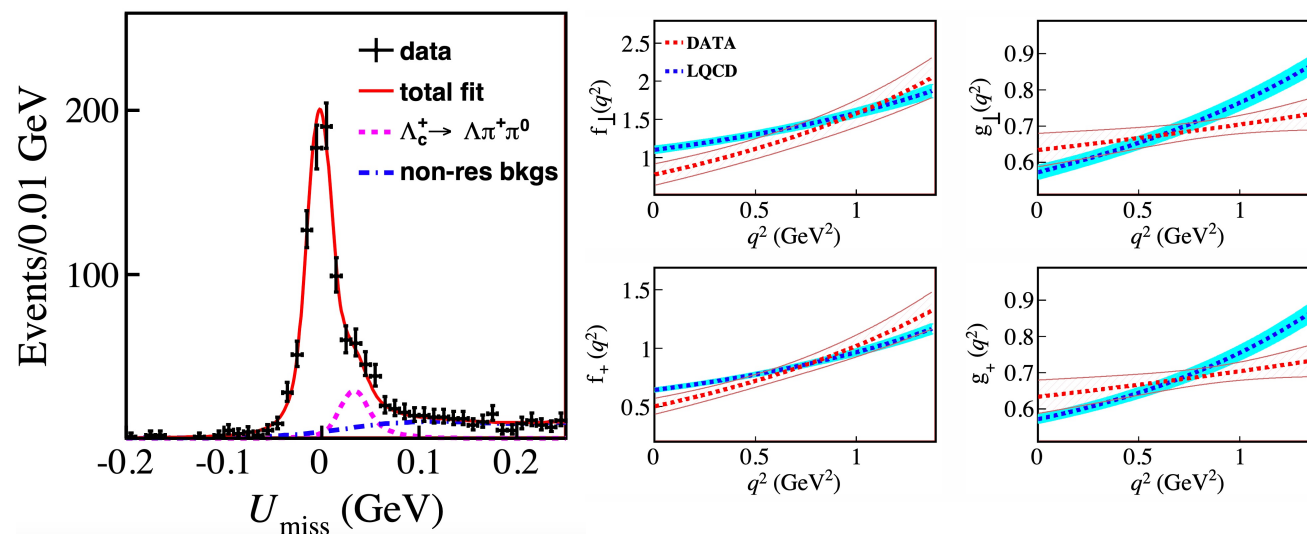 Events/0.01 GeV
200
100
data
total fit
Λc+→ Λπ+π0
non-res bkgs
-0.2 -0.1 0 0.1 0.2
Umiss (GeV)
f⊥(q2)
2.5
2
1.5
1
DATA
LQCD
0 0.5 1
q2 (GeV2)
g⊥(q2)
0.9
0.8
0.7
0.6
0 0.5 1
q2 (GeV2)
f+(q2)
1.5
1
0.5
0 0.5 1
q2 (GeV2)
g+(q2)
0.9
0.8
0.7
0.6
0 0.5 1
q2 (GeV2)